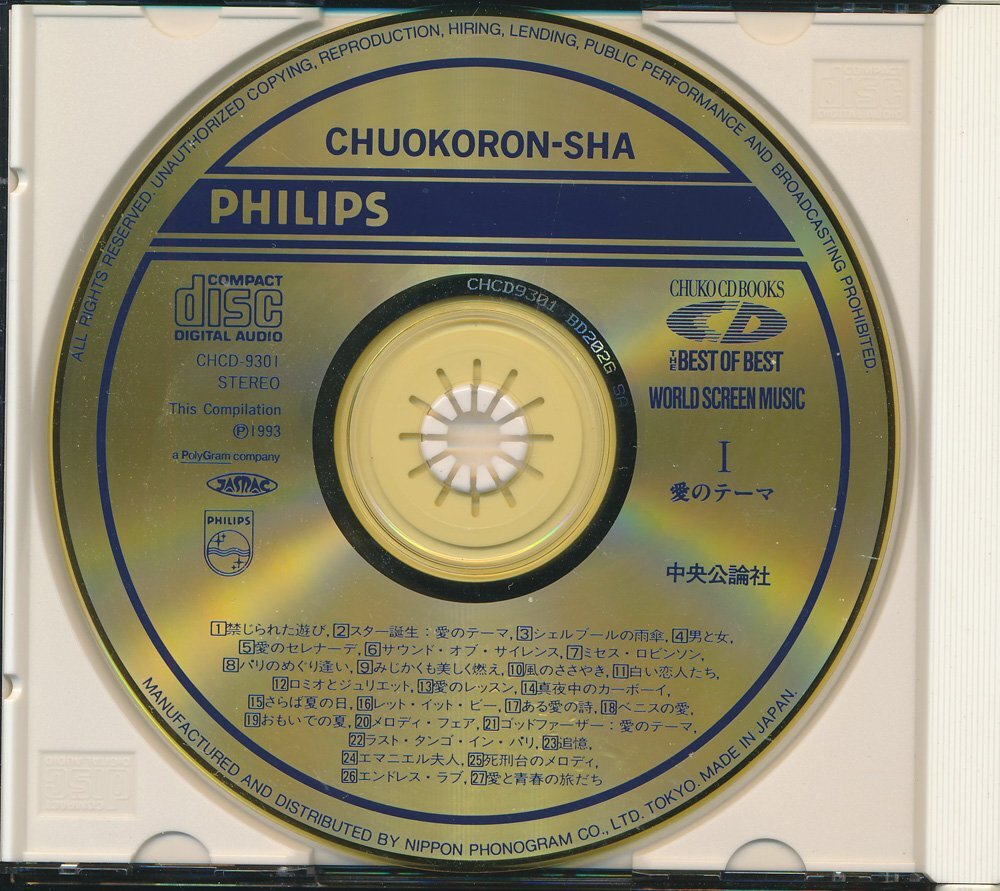 ALL RIGHTS RESERVED. UNAUTHORIZED COPYING, REPRODUCTION, HIRING, LENDING, PUBLIC PERFORMANCE AND BROADCASTING PROHIBITED.
CHUOKORON-SHA
PHILIPS
COMPACT
disc
DIGITAL AUDIO
CHCD-9301
STEREO
This Compilation
Ⓟ1993
a PolyGram company
JASRAC
PHILIPS
CHCD9301 BD202G SA
CHUKO CD BOOKS
CD
THE BEST OF BEST
WORLD SCREEN MUSIC
I
愛のテーマ
中央公論社
1禁じられた遊び, 2スター誕生：愛のテーマ, 3シェルブールの雨傘, 4男と女,
5愛のセレナーデ, 6サウンド・オブ・サイレンス, 7ミセス・ロビンソン,
8パリのめぐり逢い, 9みじかくも美しく燃え, 10風のささやき, 11白い恋人たち,
12ロミオとジュリエット, 13愛のレッスン, 14真夜中のカーボーイ,
15さらば夏の日, 16レット・イット・ビー, 17ある愛の詩, 18ベニスの愛,
19おもいでの夏, 20メロディ・フェア, 21ゴッドファーザー：愛のテーマ,
22ラスト・タンゴ・イン・パリ, 23追憶,
24エマニエル夫人, 25死刑台のメロディ,
26エンドレス・ラブ, 27愛と青春の旅だち
MANUFACTURED AND DISTRIBUTED BY NIPPON PHONOGRAM CO., LTD. TOKYO. MADE IN JAPAN.
COMPACT
disc
DIGITAL AUDIO
COMPACT
disc
DIGITAL AUDIO